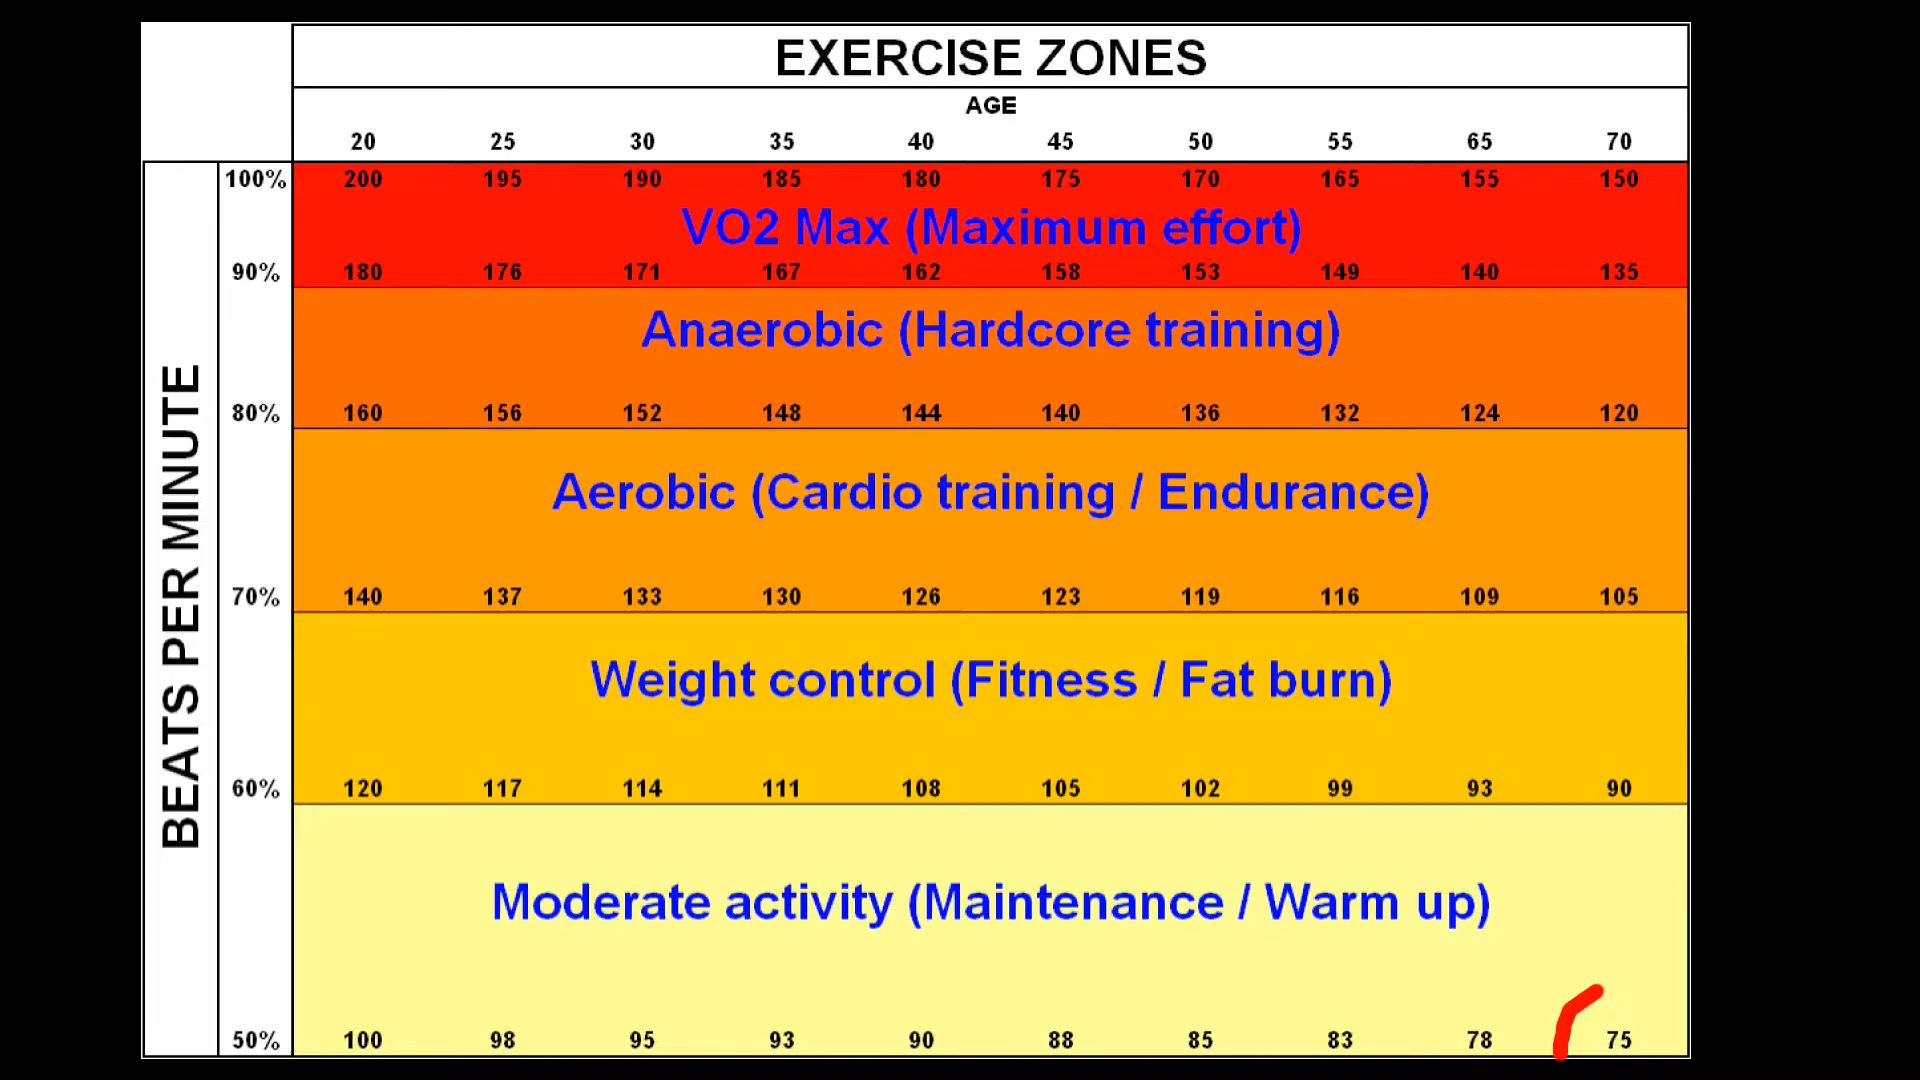 EXERCISE ZONES
AGE
20 25 30 35 40 45 50 55 65 70
BEATS PER MINUTE
100% 200 195 190 185 180 175 170 165 155 150
VO2 Max (Maximum effort)
90% 180 176 171 167 162 158 153 149 140 135
Anaerobic (Hardcore training)
80% 160 156 152 148 144 140 136 132 124 120
Aerobic (Cardio training / Endurance)
70% 140 137 133 130 126 123 119 116 109 105
Weight control (Fitness / Fat burn)
60% 120 117 114 111 108 105 102 99 93 90
Moderate activity (Maintenance / Warm up)
50% 100 98 95 93 90 88 85 83 78 75